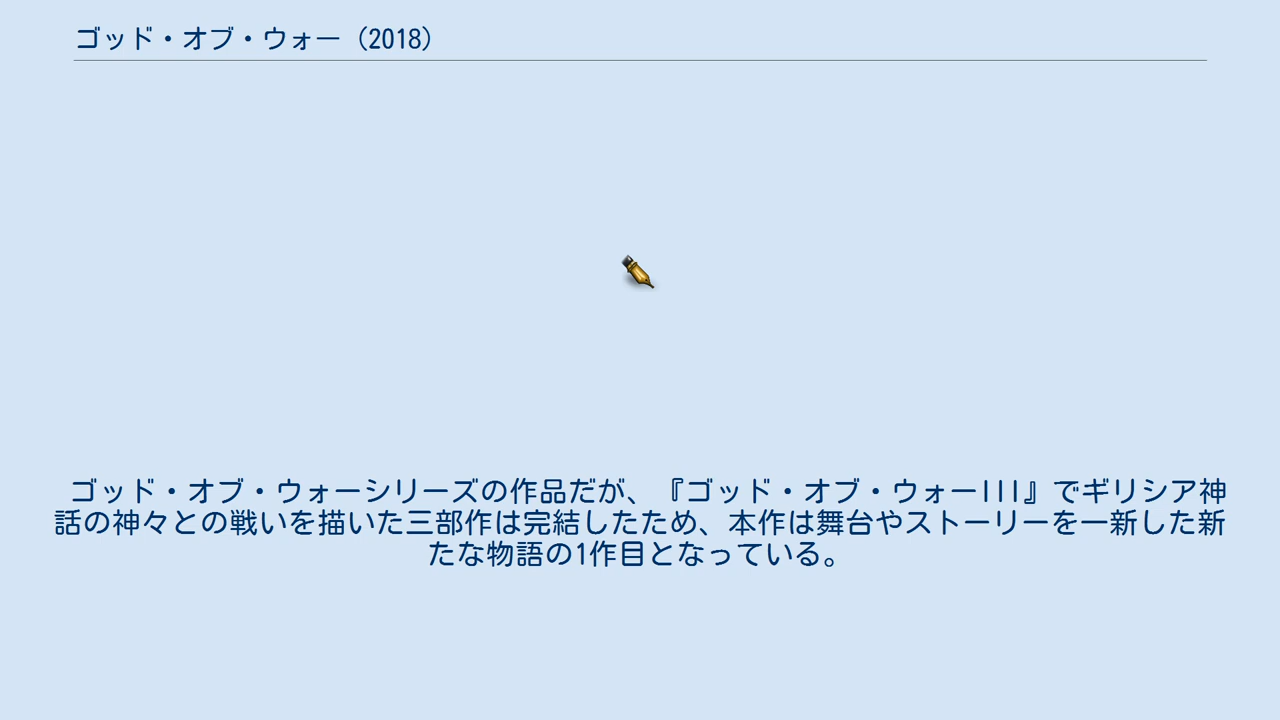 ゴッド・オブ・ウォー（2018）
ゴッド・オブ・ウォーシリーズの作品だが、『ゴッド・オブ・ウォーIII』でギリシア神
話の神々との戦いを描いた三部作は完結したため、本作は舞台やストーリーを一新した新
たな物語の1作目となっている。